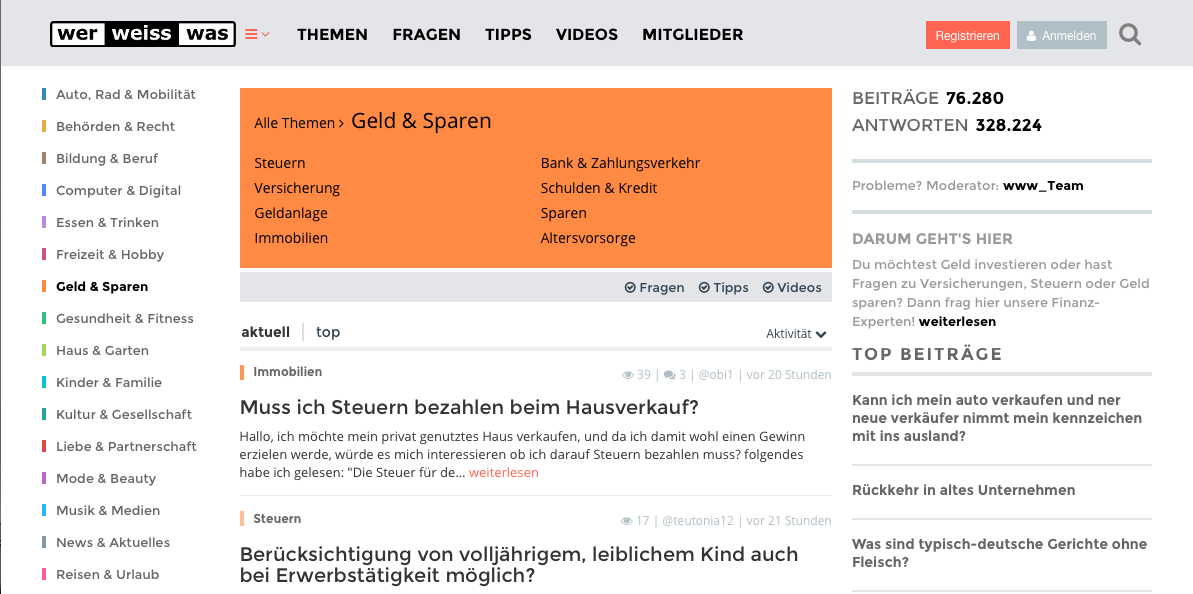 wer weiss was
THEMEN FRAGEN TIPPS VIDEOS MITGLIEDER
Registrieren Anmelden
Auto, Rad & Mobilität
Behörden & Recht
Bildung & Beruf
Computer & Digital
Essen & Trinken
Freizeit & Hobby
Geld & Sparen
Gesundheit & Fitness
Haus & Garten
Kinder & Familie
Kultur & Gesellschaft
Liebe & Partnerschaft
Mode & Beauty
Musik & Medien
News & Aktuelles
Reisen & Urlaub
Alle Themen › Geld & Sparen
Steuern
Versicherung
Geldanlage
Immobilien
Bank & Zahlungsverkehr
Schulden & Kredit
Sparen
Altersvorsorge
Fragen Tipps Videos
aktuell | top
Aktivität
Immobilien
39 | 3 | @obi1 | vor 20 Stunden
Muss ich Steuern bezahlen beim Hausverkauf?
Hallo, ich möchte mein privat genutztes Haus verkaufen, und da ich damit wohl einen Gewinn
erzielen werde, würde es mich interessieren ob ich darauf Steuern bezahlen muss? folgendes
habe ich gelesen: "Die Steuer für de... weiterlesen
Steuern
17 | @teutonia12 | vor 21 Stunden
Berücksichtigung von volljährigem, leiblichem Kind auch
bei Erwerbstätigkeit möglich?
BEITRÄGE 76.280
ANTWORTEN 328.224
Probleme? Moderator: www_Team
DARUM GEHT'S HIER
Du möchtest Geld investieren oder hast
Fragen zu Versicherungen, Steuern oder Geld
sparen? Dann frag hier unsere Finanz-
Experten! weiterlesen
TOP BEITRÄGE
Kann ich mein auto verkaufen und ner
neue verkäufer nimmt mein kennzeichen
mit ins ausland?
Rückkehr in altes Unternehmen
Was sind typisch-deutsche Gerichte ohne
Fleisch?